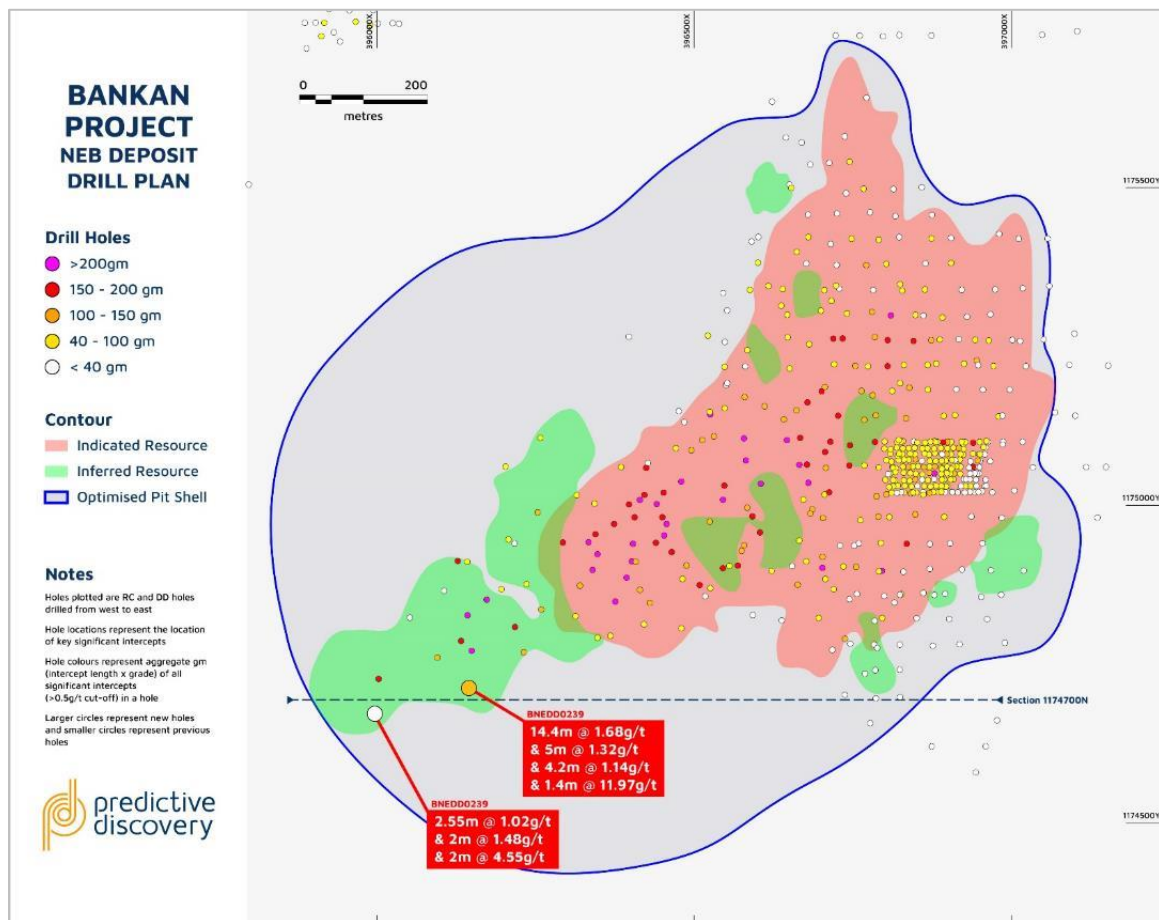 BANKAN
PROJECT
NEB DEPOSIT
DRILL PLAN
Drill Holes
>200gm
150 - 200 gm
100 - 150 gm
40 - 100 gm
< 40 gm
Contour
Indicated Resource
Inferred Resource
Optimised Pit Shell
Notes
Holes plotted are RC and DD holes
drilled from west to east
Hole locations represent the location
of key significant intercepts
Hole colours represent aggregate gm
(intercept length x grade) of all
significant intercepts
(>0.5g/t cut-off) in a hole
Larger circles represent new holes
and smaller circles represent previous
holes
predictive
discovery
396000X
396500X
397000X
0 200
metres
1175500Y
1175000Y
Section 1174700N
BNEDD0239
14.4m @ 1.68g/t
& 5m @ 1.32g/t
& 4.2m @ 1.14g/t
& 1.4m @ 11.97g/t
BNEDD0239
2.55m @ 1.02g/t
& 2m @ 1.48g/t
& 2m @ 4.55g/t
1174500Y